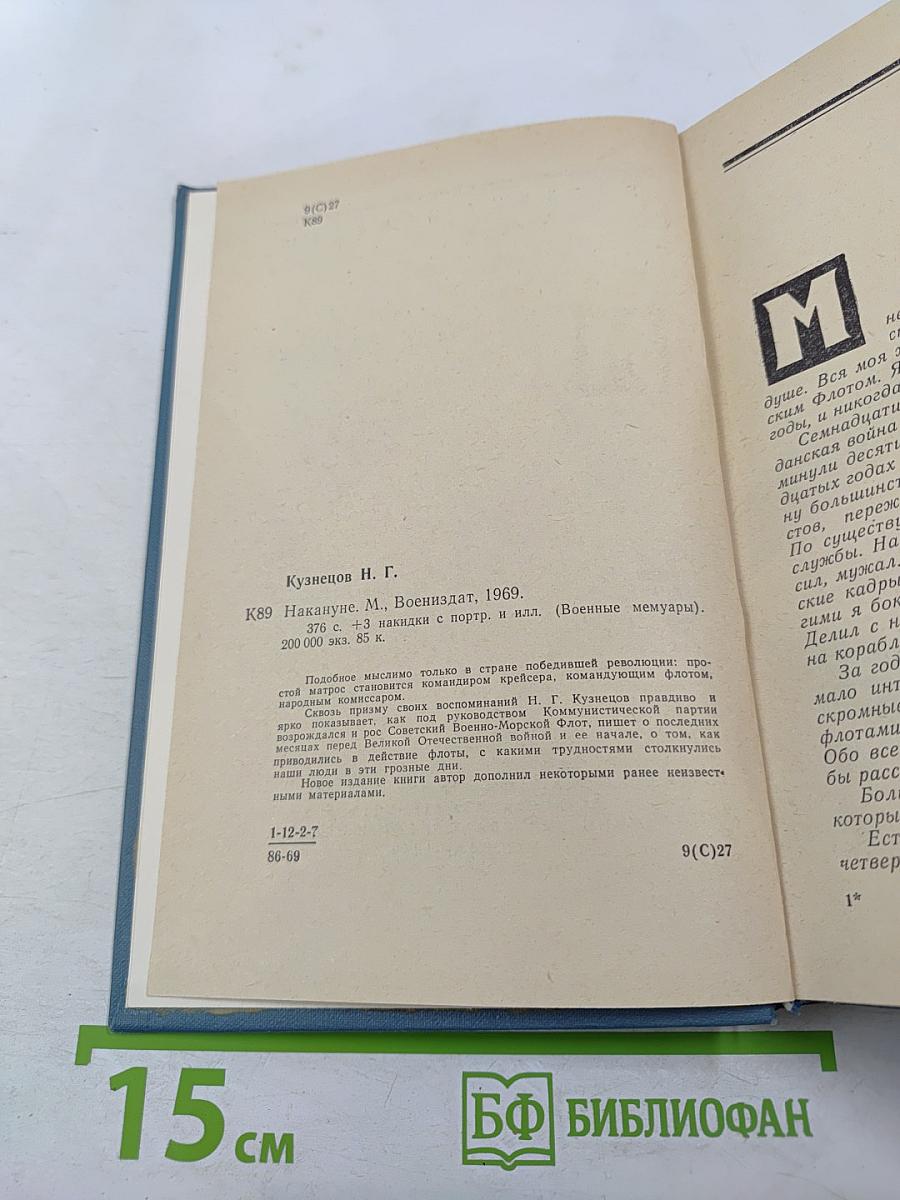 9(С)27
К89
Кузнецов Н. Г.
К89 Накануне. М., Воениздат, 1969.
376 с. +3 накидки с портр. и илл. (Военные мемуары).
200 000 экз. 85 к.
Подобное мыслимо только в стране победившей революции: про-
стой матрос становится командиром крейсера, командующим флотом,
народным комиссаром.
Сквозь призму своих воспоминаний Н. Г. Кузнецов правдиво и
ярко показывает, как под руководством Коммунистической партии
возрождался и рос Советский Военно-Морской Флот, пишет о последних
месяцах перед Великой Отечественной войной и ее начале, о том, как
приводились в действие флоты, с какими трудностями столкнулись
наши люди в эти грозные дни.
Новое издание книги автор дополнил некоторыми ранее неизвест-
ными материалами.
1-12-2-7
86-69
9(С)27
М
душе. Вся моя
ским Флотом. Я
годы, и никогда
Семнадцати
данская война
минули десяти
дцатых годах
ну большинст
стов, переж
По существу
службы. На
сил, мужал.
ские кадры
гими я бок
Делил с н
на корабл
За год
мало инт
скромные
флотами
Обо все
бы расс
Боли
которы
Ест
четвер
1*
15 см
БФ БИБЛИОФАН